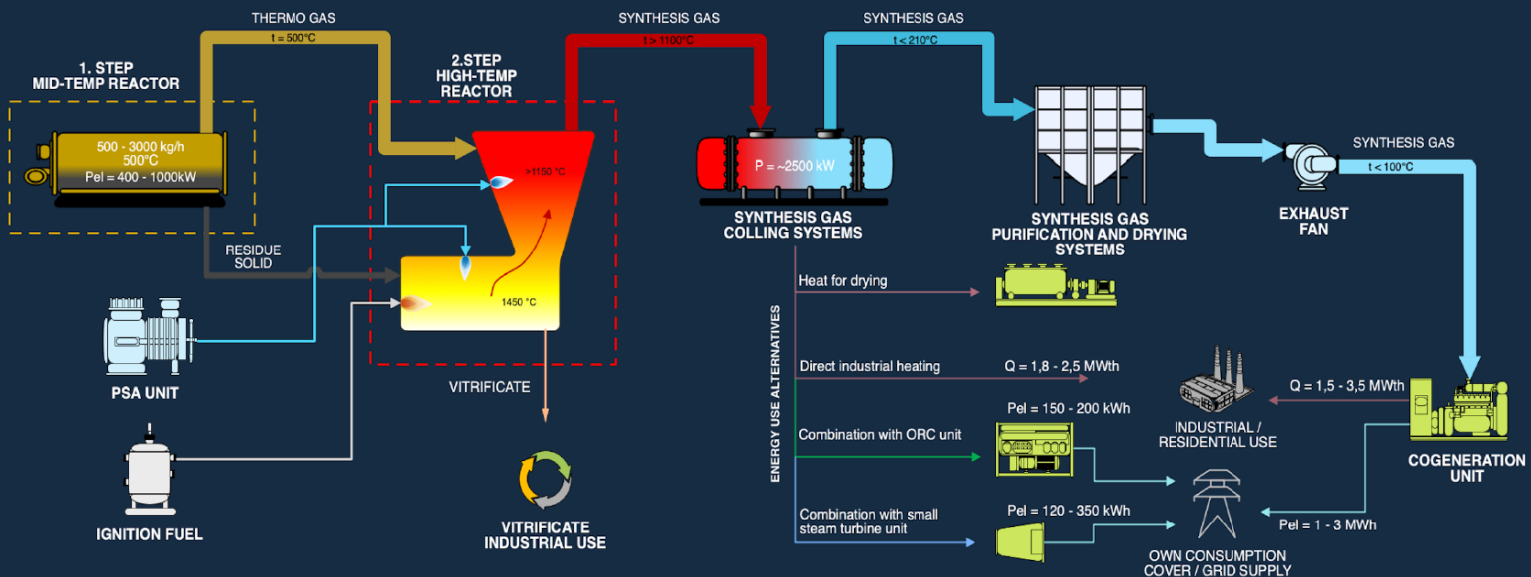 THERMO GAS
t = 500°C
SYNTHESIS GAS
t > 1100°C
SYNTHESIS GAS
t < 210°C
1. STEP
MID-TEMP REACTOR
2.STEP
HIGH-TEMP
REACTOR
500 - 3000 kg/h
500°C
Pel = 400 - 1000kW
>1150 °C
P = ~2500 kW
SYNTHESIS GAS
t < 100°C
SYNTHESIS GAS
COLLING SYSTEMS
SYNTHESIS GAS
PURIFICATION AND DRYING
SYSTEMS
EXHAUST
FAN
RESIDUE
SOLID
1450 °C
PSA UNIT
VITRIFICATE
IGNITION FUEL
VITRIFICATE
INDUSTRIAL USE
ENERGY USE ALTERNATIVES
Heat for drying
Direct industrial heating
Q = 1,8 - 2,5 MWth
Q = 1,5 - 3,5 MWth
Pel = 150 - 200 kWh
Combination with ORC unit
INDUSTRIAL /
RESIDENTIAL USE
COGENERATION
UNIT
Combination with small
steam turbine unit
Pel = 120 - 350 kWh
Pel = 1 - 3 MWh
OWN CONSUMPTION
COVER / GRID SUPPLY